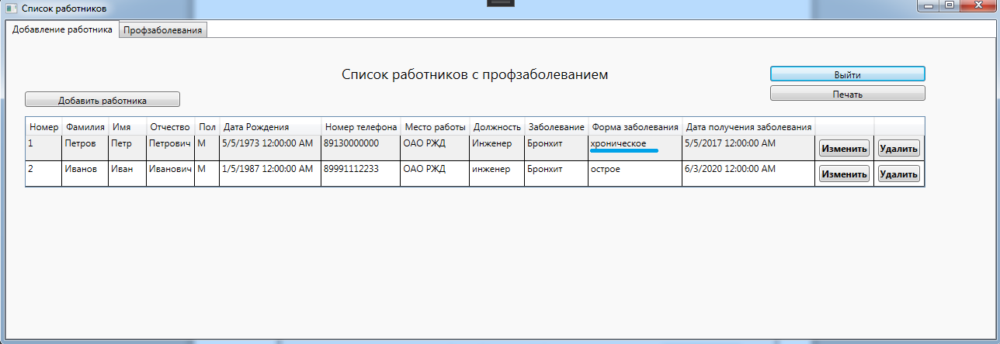 Список работников
Добавление работника Профзаболевания
Список работников с профзаболеванием
Выйти
Печать
Добавить работника
Номер Фамилия Имя Отчество Пол Дата Рождения Номер телефона Место работы Должность Заболевание Форма заболевания Дата получения заболевания
1 Петров Петр Петрович М 5/5/1973 12:00:00 AM 89130000000 ОАО РЖД Инженер Бронхит хроническое 5/5/2017 12:00:00 AM Изменить Удалить
2 Иванов Иван Иванович М 1/5/1987 12:00:00 AM 89991112233 ОАО РЖД инженер Бронхит острое 6/3/2020 12:00:00 AM Изменить Удалить